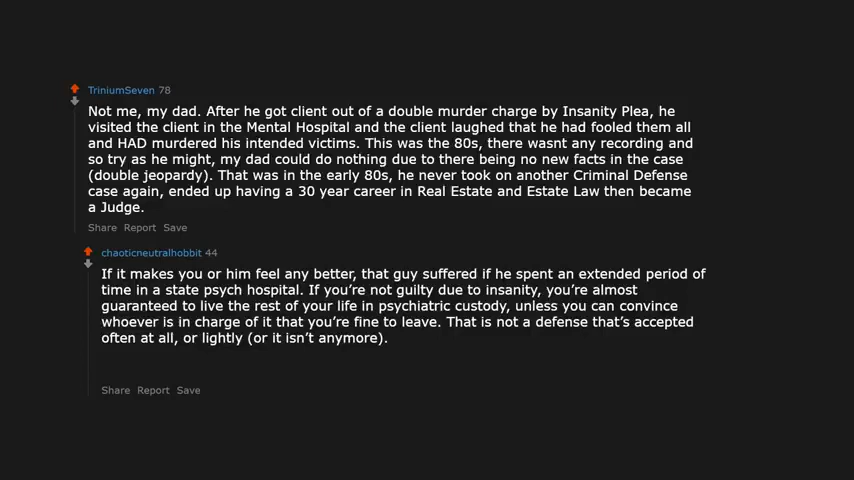 TriniumSeven 78
Not me, my dad. After he got client out of a double murder charge by Insanity Plea, he
visited the client in the Mental Hospital and the client laughed that he had fooled them all
and HAD murdered his intended victims. This was the 80s, there wasnt any recording and
so try as he might, my dad could do nothing due to there being no new facts in the case
(double jeopardy). That was in the early 80s, he never took on another Criminal Defense
case again, ended up having a 30 year career in Real Estate and Estate Law then became
a Judge.
Share Report Save
chaoticneutralhobbit 44
If it makes you or him feel any better, that guy suffered if he spent an extended period of
time in a state psych hospital. If you're not guilty due to insanity, you're almost
guaranteed to live the rest of your life in psychiatric custody, unless you can convince
whoever is in charge of it that you're fine to leave. That is not a defense that's accepted
often at all, or lightly (or it isn't anymore).
Share Report Save